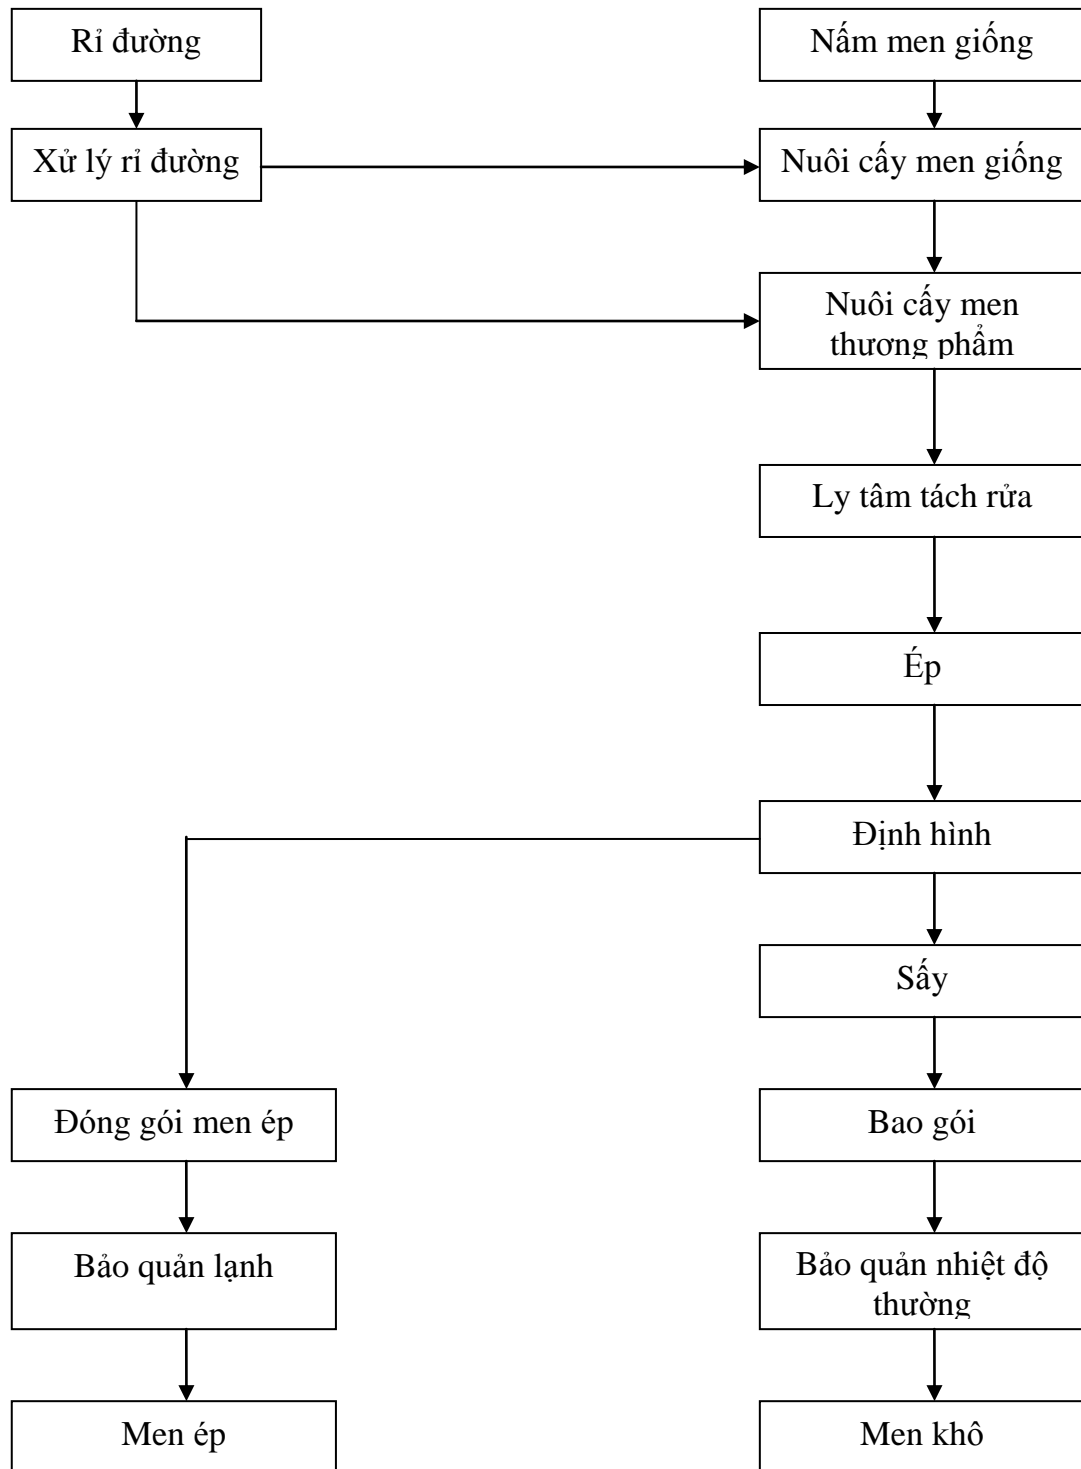 Rỉ đường
Nấm men giống
Xử lý rỉ đường
Nuôi cấy men giống
Nuôi cấy men
thương phẩm
Ly tâm tách rửa
Ép
Định hình
Sấy
Đóng gói men ép
Bao gói
Bảo quản lạnh
Bảo quản nhiệt độ
thường
Men ép
Men khô